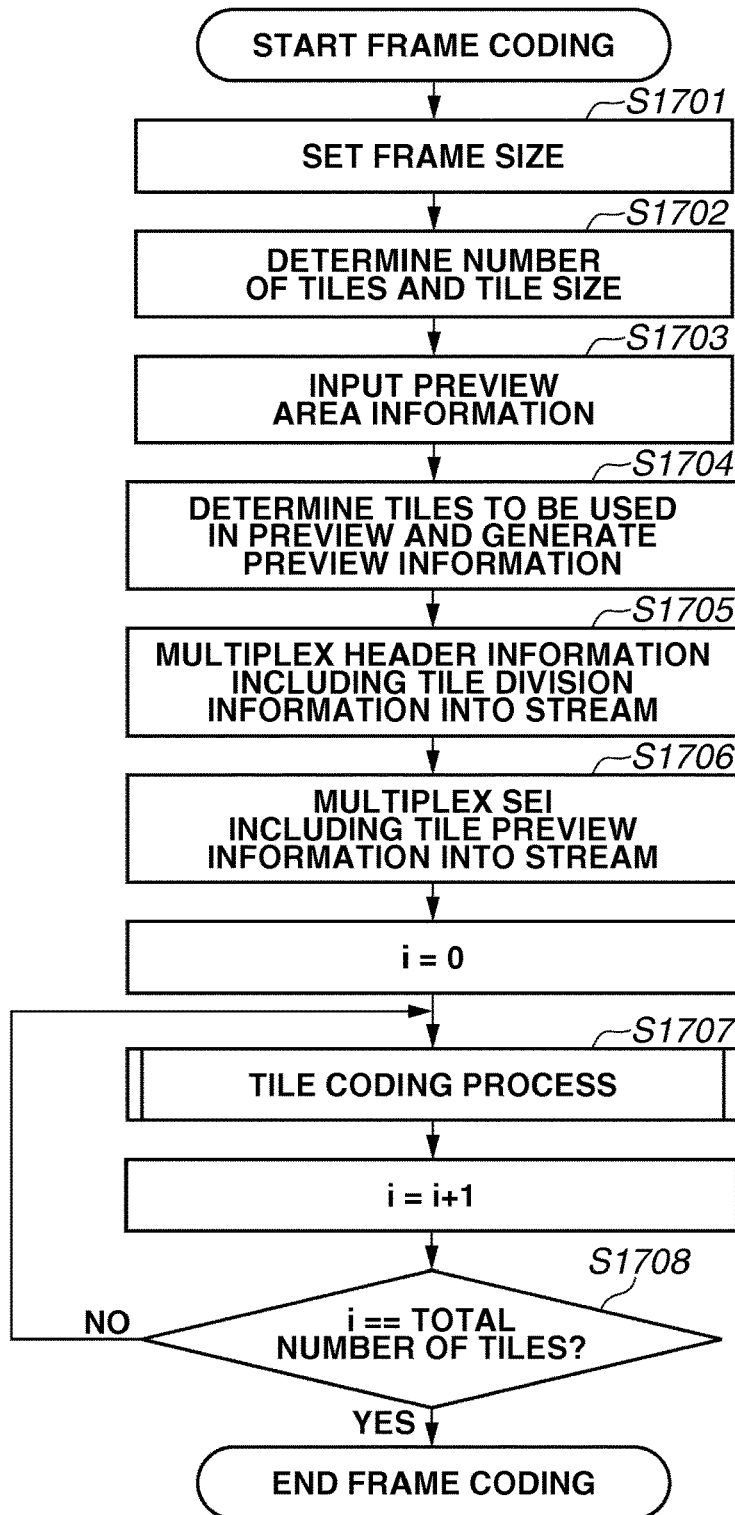 START FRAME CODING
S1701
SET FRAME SIZE
S1702
DETERMINE NUMBER
OF TILES AND TILE SIZE
S1703
INPUT PREVIEW
AREA INFORMATION
S1704
DETERMINE TILES TO BE USED
IN PREVIEW AND GENERATE
PREVIEW INFORMATION
S1705
MULTIPLEX HEADER INFORMATION
INCLUDING TILE DIVISION
INFORMATION INTO STREAM
S1706
MULTIPLEX SEI
INCLUDING TILE PREVIEW
INFORMATION INTO STREAM
i = 0
S1707
TILE CODING PROCESS
i = i+1
S1708
i == TOTAL
NUMBER OF TILES?
NO
YES
END FRAME CODING